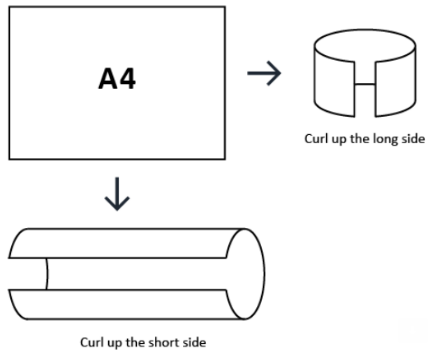 A4
Curl up the long side
Curl up the short side